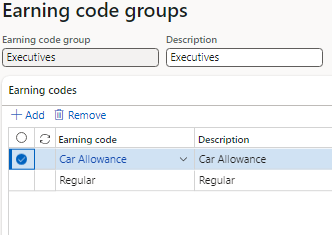 Earning code groups
Earning code group Description
Executives Executives
Earning codes
Add Remove
Earning code Description
Car Allowance Car Allowance
Regular Regular